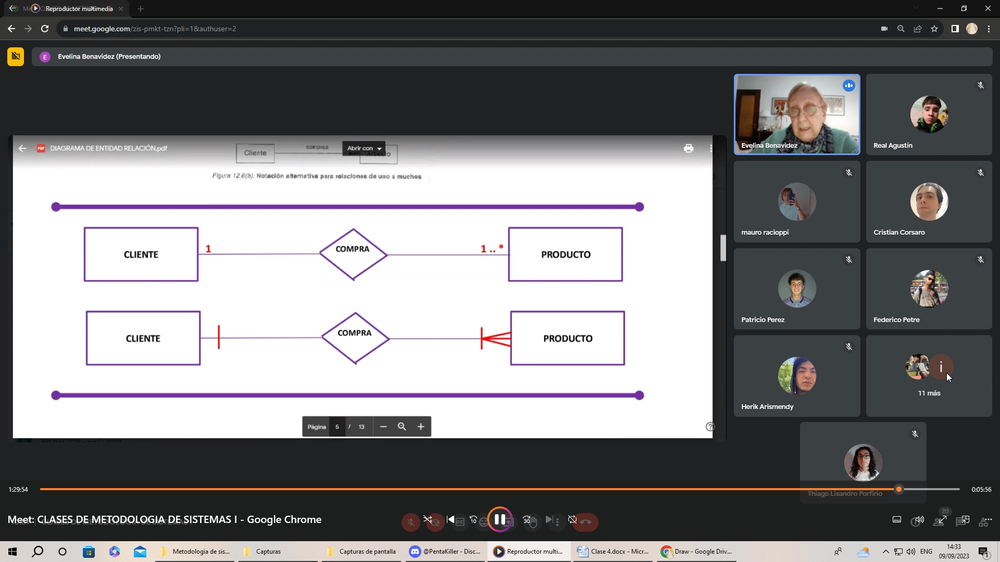 Reproductor multimedia
meet.google.com/zis-pmkt-tzn?pli=1&authuser=2
E
Evelina Benavidez (Presentando)
PDF
DIAGRAMA DE ENTIDAD RELACIÓN.pdf
Cliente
compras
Abrir con
Figura 12.6(b): Notación alternativa para relaciones de uno a muchos
CLIENTE
1
COMPRA
1 .. *
PRODUCTO
CLIENTE
COMPRA
PRODUCTO
Página 5 / 13
Evelina Benavidez
Real Agustín
mauro racioppi
Cristian Corsaro
Patricio Perez
Federico Petre
Herik Arismendy
i
11 más
Thiago Lisandro Porfirio
1:29:54
0:05:56
Meet: CLASES DE METODOLOGIA DE SISTEMAS I - Google Chrome
10
30
20
Metodologia de sis...
Capturas
Capturas de pantalla
@PentaKiller - Disc...
Reproductor multi...
Clase 4.docx - Micr...
Draw - Google Driv...
ENG
14:33
09/09/2023
1